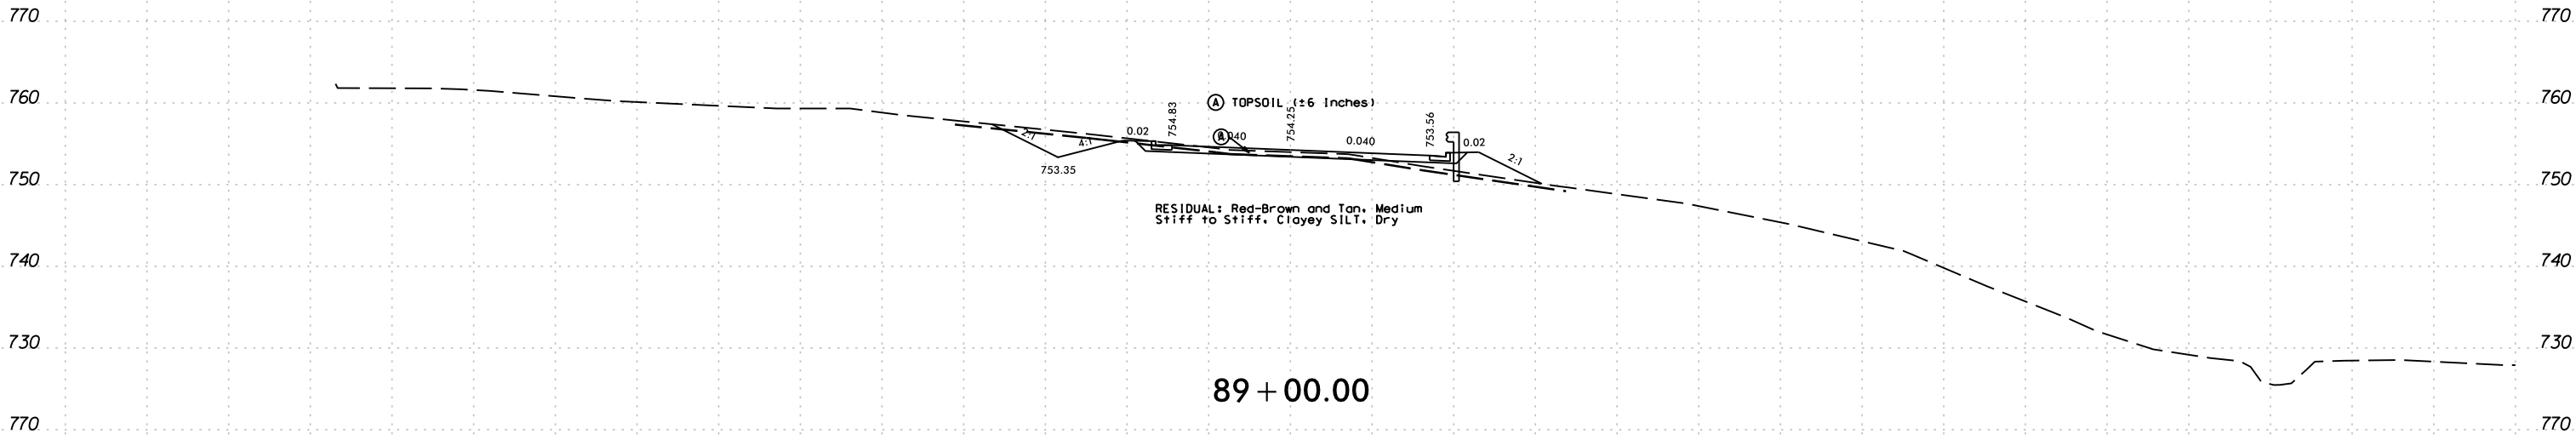 770 770
760 760
Ⓐ TOPSOIL (±6 Inches)
754.83 754.25 753.56
0.02 Ⓐ 0.040 0.040 0.02
2:1 4:1 2:1
753.35
750 750
RESIDUAL: Red-Brown and Tan, Medium
Stiff to Stiff, Clayey SILT, Dry
740 740
730 730
89+00.00
770 770